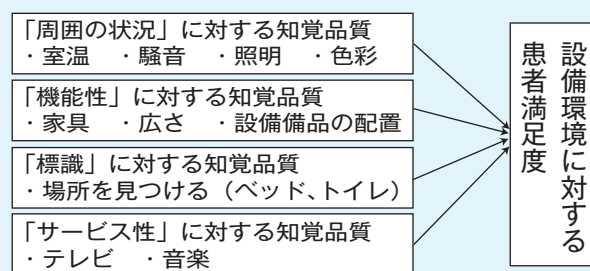 「周囲の状況」に対する知覚品質
・室温　・騒音　・照明　・色彩
「機能性」に対する知覚品質
・家具　・広さ　・設備備品の配置
「標識」に対する知覚品質
・場所を見つける（ベッド、トイレ）
「サービス性」に対する知覚品質
・テレビ　・音楽
設備環境に対する
患者満足度